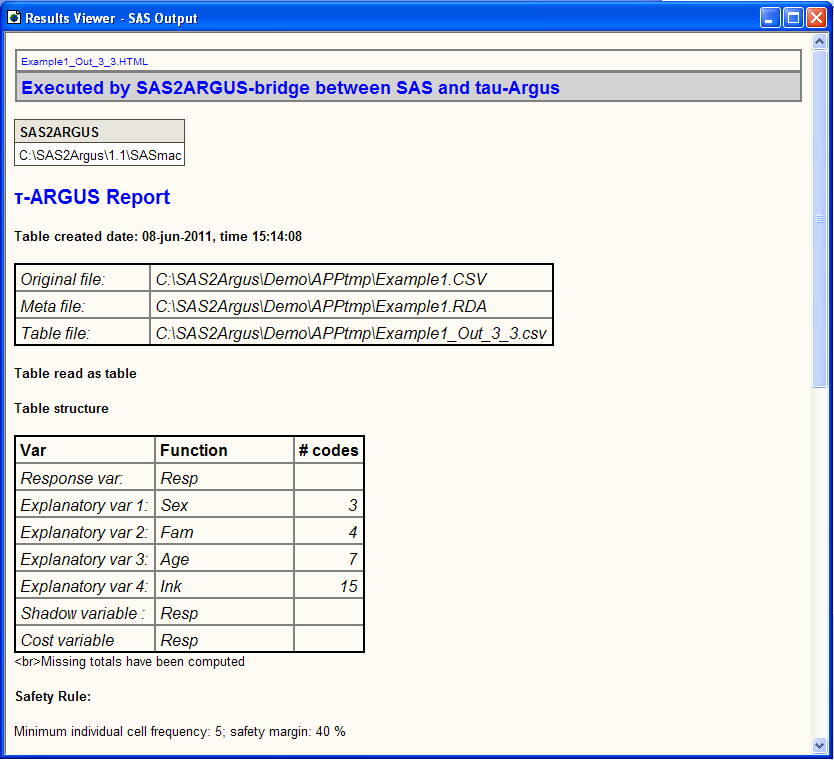 Results Viewer - SAS Output
Example1_Out_3_3.HTML
Executed by SAS2ARGUS-bridge between SAS and tau-Argus
SAS2ARGUS
C:\SAS2Argus\1.1\SASmac
τ-ARGUS Report
Table created date: 08-jun-2011, time 15:14:08
Original file: C:\SAS2Argus\Demo\APPtmp\Example1.CSV
Meta file: C:\SAS2Argus\Demo\APPtmp\Example1.RDA
Table file: C:\SAS2Argus\Demo\APPtmp\Example1_Out_3_3.csv
Table read as table
Table structure
Var Function # codes
Response var: Resp
Explanatory var 1: Sex 3
Explanatory var 2: Fam 4
Explanatory var 3: Age 7
Explanatory var 4: Ink 15
Shadow variable : Resp
Cost variable Resp
<br>Missing totals have been computed
Safety Rule:
Minimum individual cell frequency: 5; safety margin: 40 %